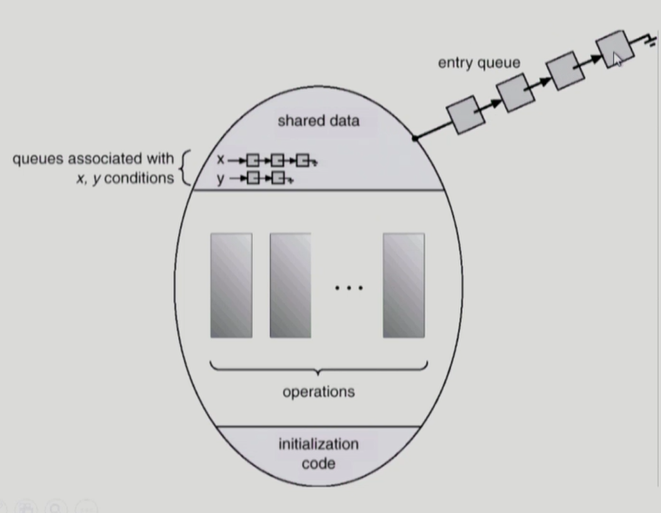 entry queue
shared data
queues associated with
x, y conditions
x
y
...
operations
initialization
code